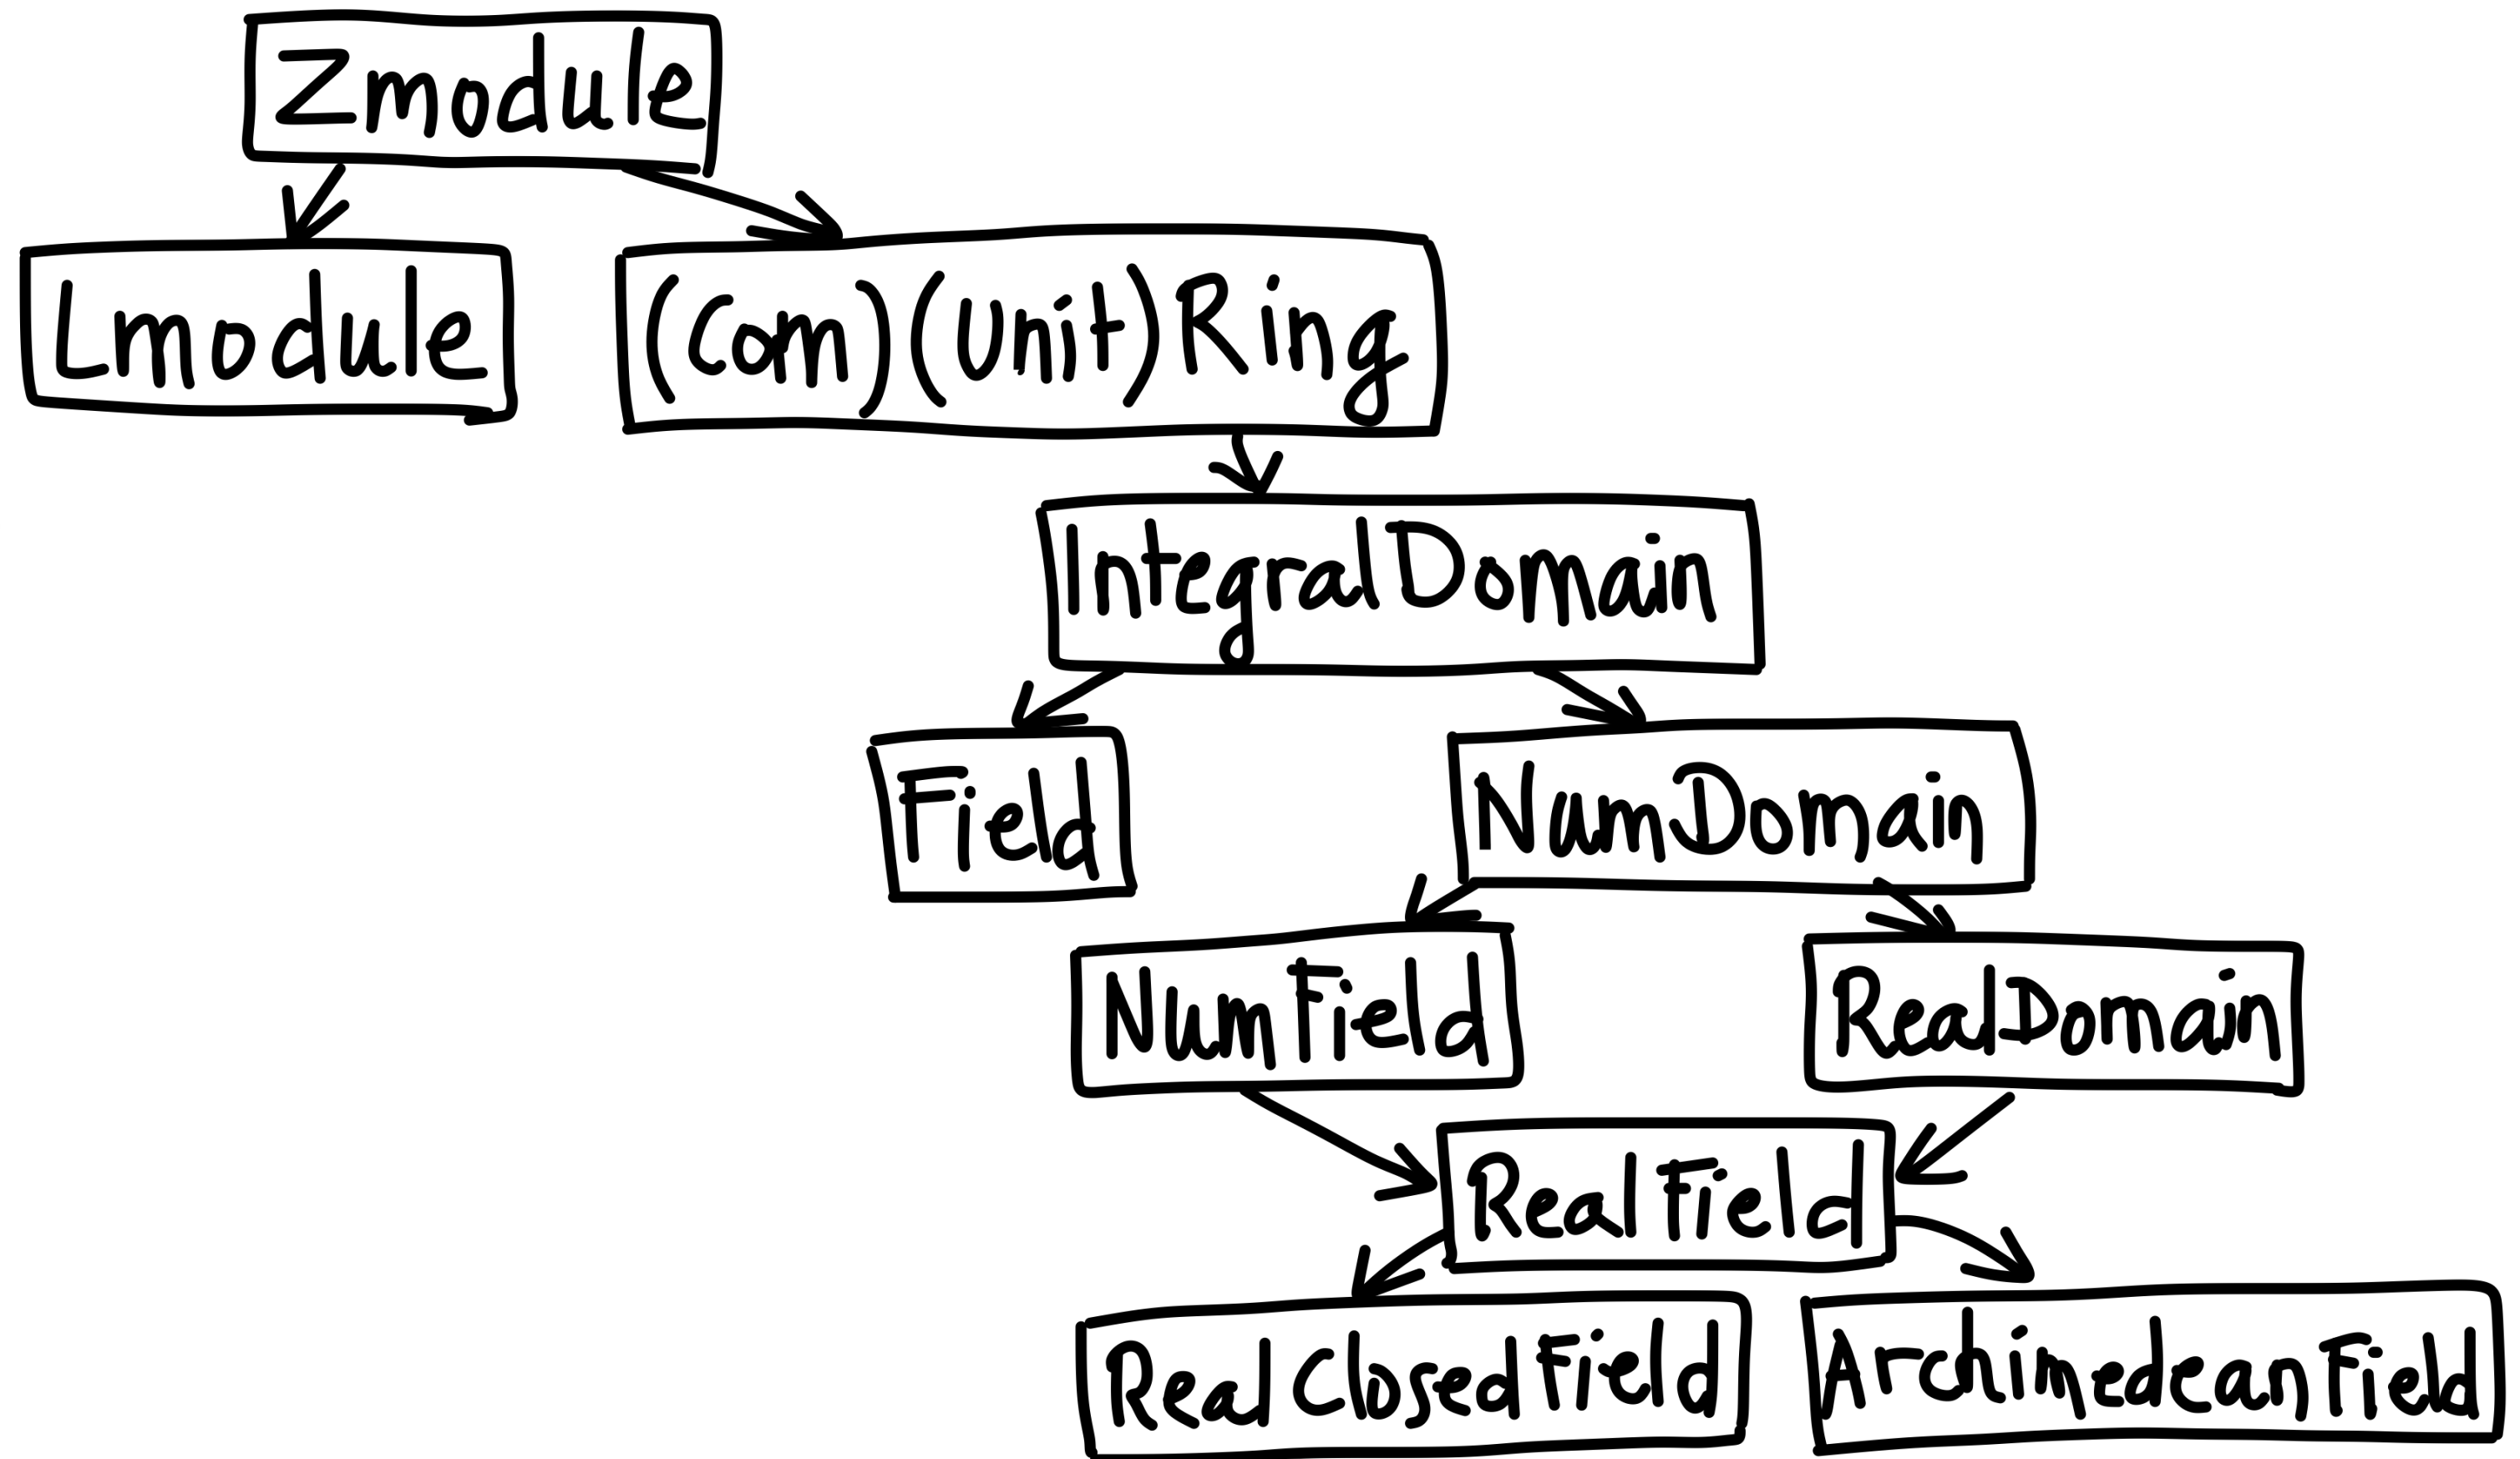 Zmodule
Lmodule
(Com)(Unit)Ring
IntegralDomain
Field
NumDomain
NumField
RealDomain
RealField
RealClosedField
ArchimedeanField